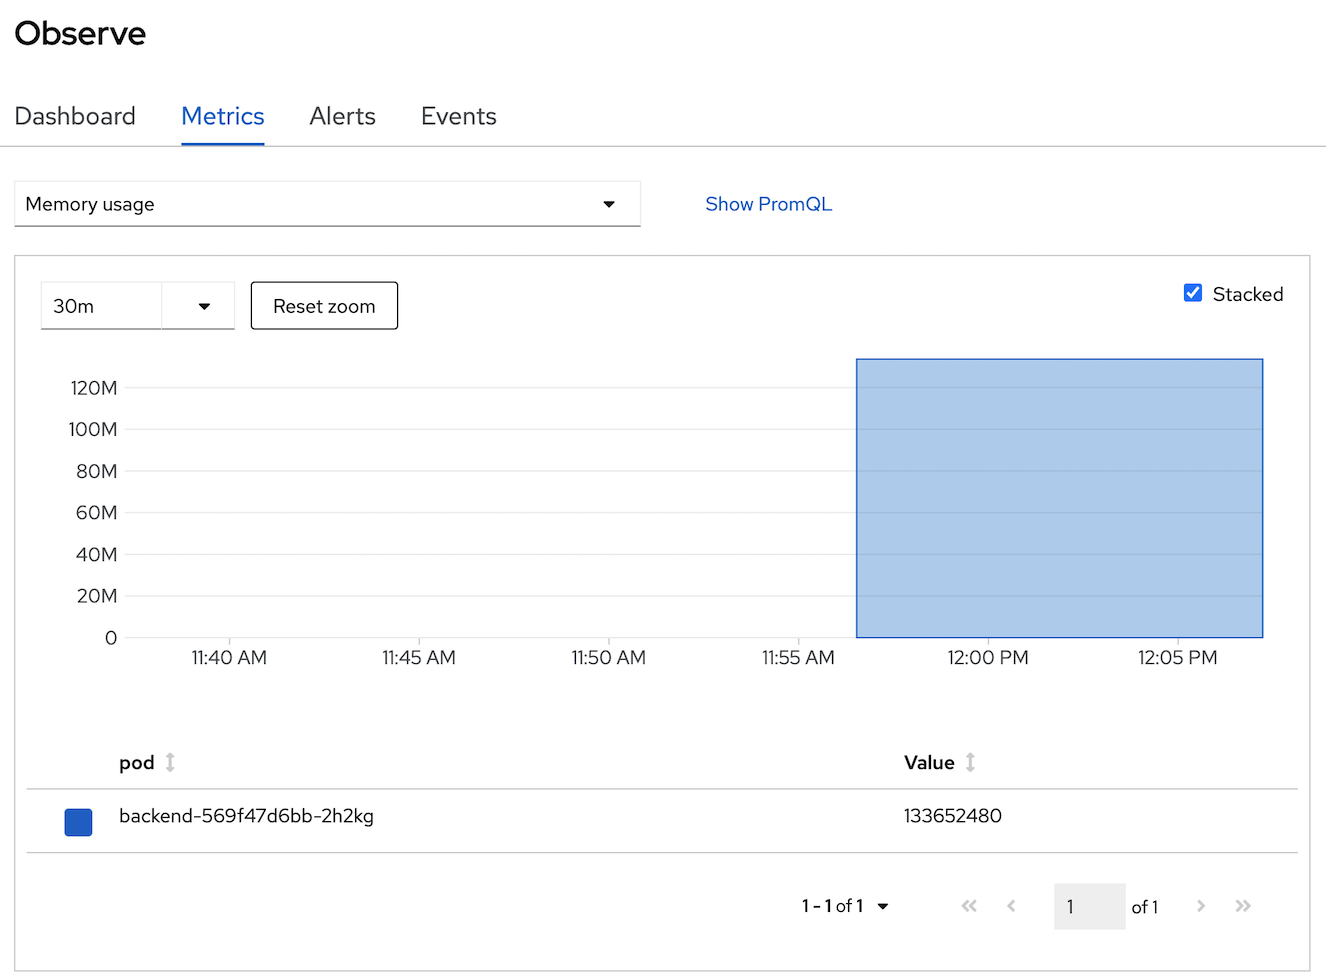 Observe
Dashboard Metrics Alerts Events
Memory usage Show PromQL
30m Reset zoom Stacked
120M
100M
80M
60M
40M
20M
0
11:40 AM 11:45 AM 11:50 AM 11:55 AM 12:00 PM 12:05 PM
pod Value
backend-569f47d6bb-2h2kg 133652480
1 - 1 of 1 1 of 1